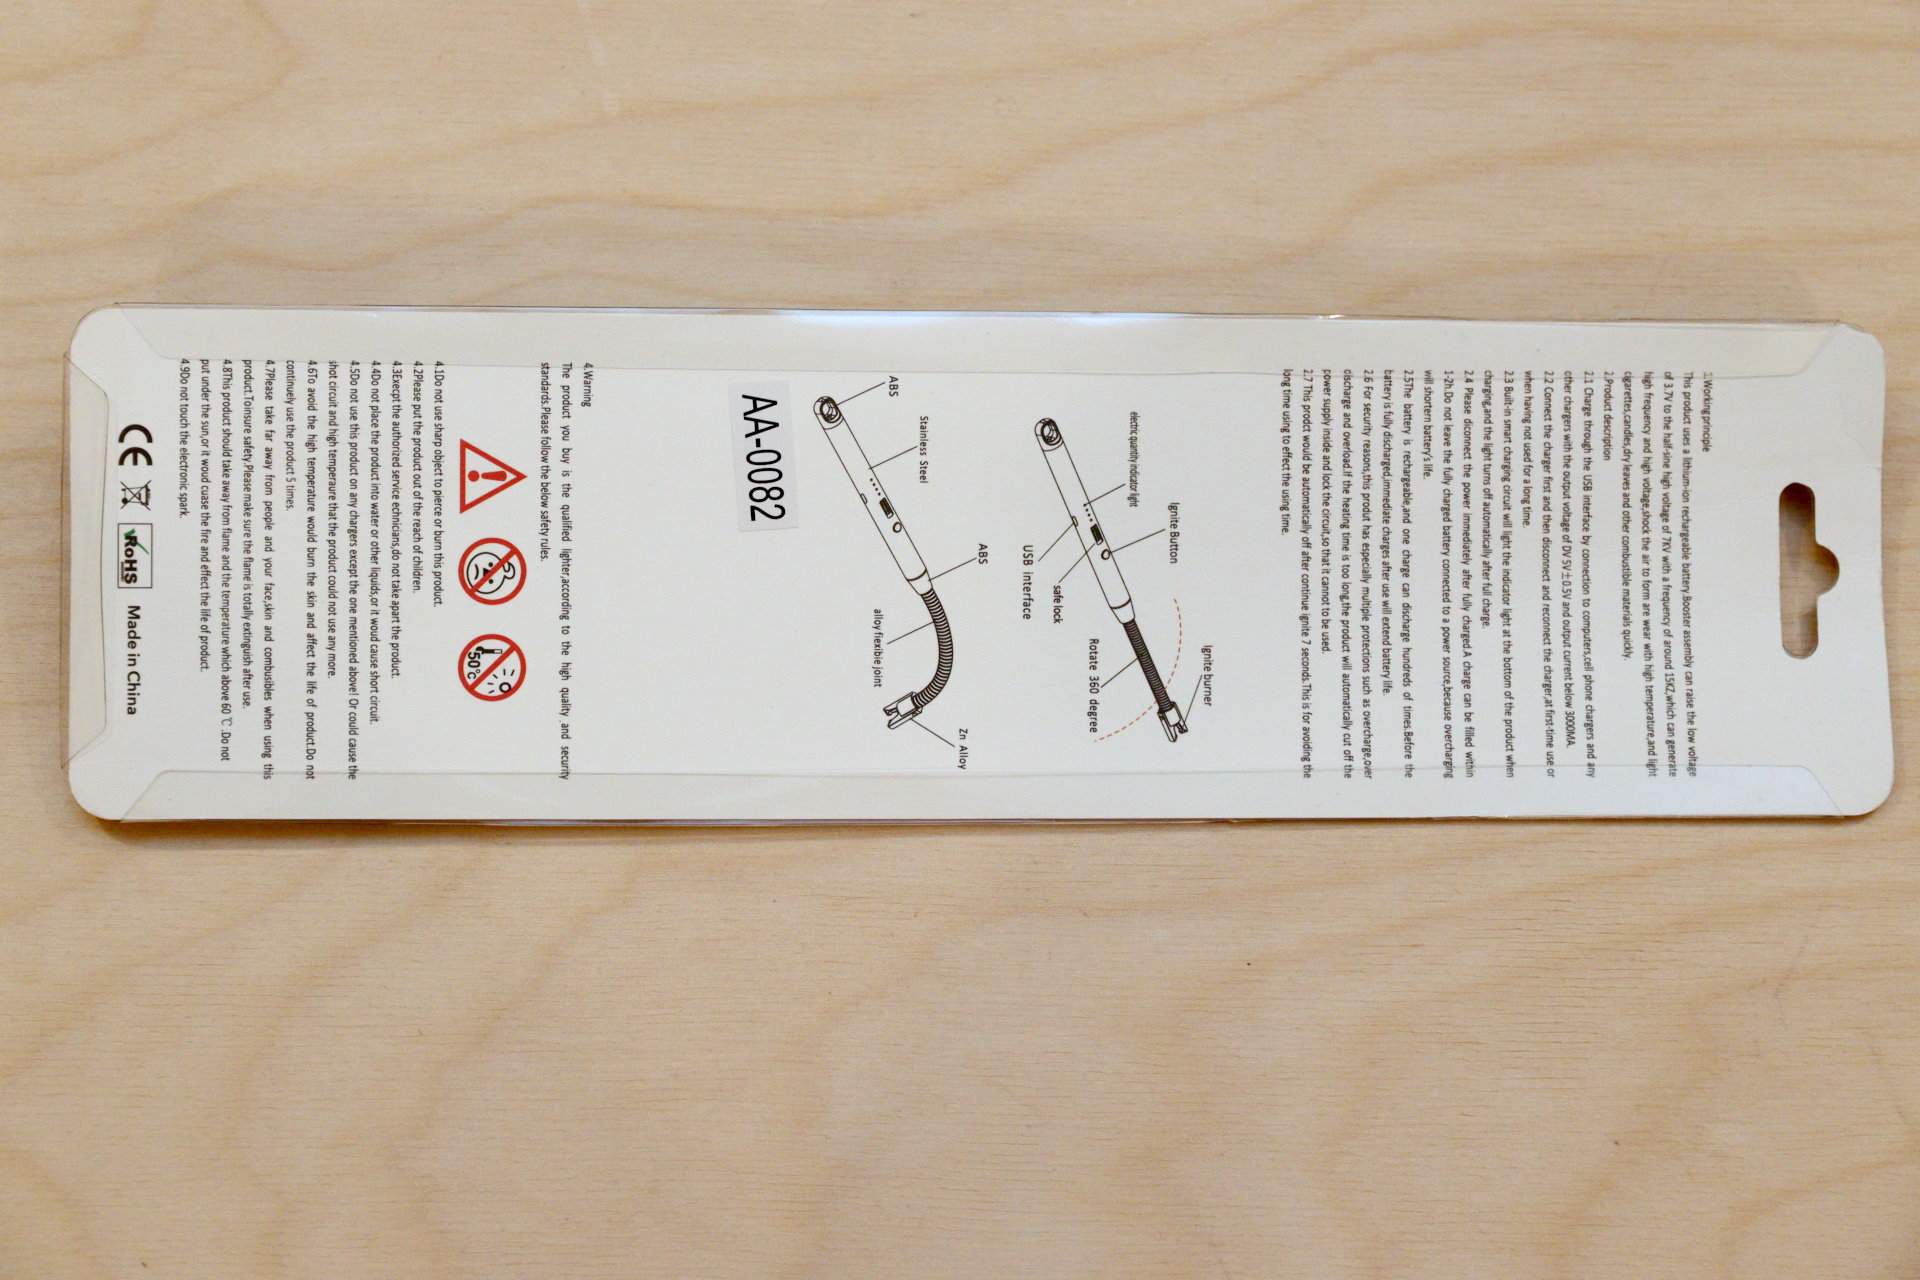 1.Working principle
This product uses a lithium-ion rechargeable battery.Booster assembly can raise the low voltage
of 3.7V to the half-sine high voltage of 7KV with a frequency of around 15KZ,which can generate
high frequency and high voltage,shock the air to form are wear with high temperature,and light
cigarettes,candles,dry leaves and other combustible materials quickly.
2.Product description
2.1 Charge through the USB interface by connection to computers,cell phone chargers and any
other chargers with the output voltage of DV 5V±0.5V and output current below 3000MA.
2.2 Connect the charger first and then disconnect and reconnect the charger,at first-time use or
when having not used for a long time.
2.3 Built-in smart charging circuit will light the indicator light at the bottom of the product when
charging,and the light turns off automatically after full charge.
2.4 Please diconnect the power immediately after fully charged.A charge can be filled within
1-2h.Do not leave the fully charged battery connected to a power source,because overcharging
will shortern battery's life.
2.5The battery is rechargeable,and one charge can discharge hundreds of times.Before the
battery is fully discharged,immediate charges after use will extend battery life.
2.6 For security reasons,this produt has especially multiple protections such as overcharge,over
discharge and overload.If the heating time is too long,the product will automatically cut off the
power supply inside and lock the circuit,so that it cannot to be used.
2.7 This prodct would be automatically off after continue ignite 7 seconds.This is for avoiding the
long time using to effect the using time.
Ignite burner
Ignite Button
electric quantity indicator light
Rotate 360 degree
safe lock
USB interface
ABS
Zn Alloy
Stainless Steel
ABS
alloy flexible joint
AA-0082
4.Warning
The product you buy is the qualified lighter,according to the high quality and security
standards.Please follow the below safety rules.
50℃
4.1Do not use sharp object to pierce or burn this product.
4.2Please put the product out of the reach of children.
4.3Execpt the authorized service echnicians,do not take apart the product.
4.4Do not place the product into water or other liquids,or it woud cause short circuit.
4.5Do not use this product on any chargers except the one mentioned above! Or could cause the
shot circuit and high temperaure that the product could not use any more.
4.6To avoid the high temperature would burn the skin and affect the life of product.Do not
continuely use the product 5 times.
4.7Please take far away from people and your face,skin and combusibles when using this
product.Toinsure safety.Please make sure the flame is totally extinguish after use.
4.8This product should take away from flame and the temperature which above 60 ℃ .Do not
put under the sun,or it woud cuase the fire and effect the life of product.
4.9Do not touch the electronic spark.
CE RoHS Made in China